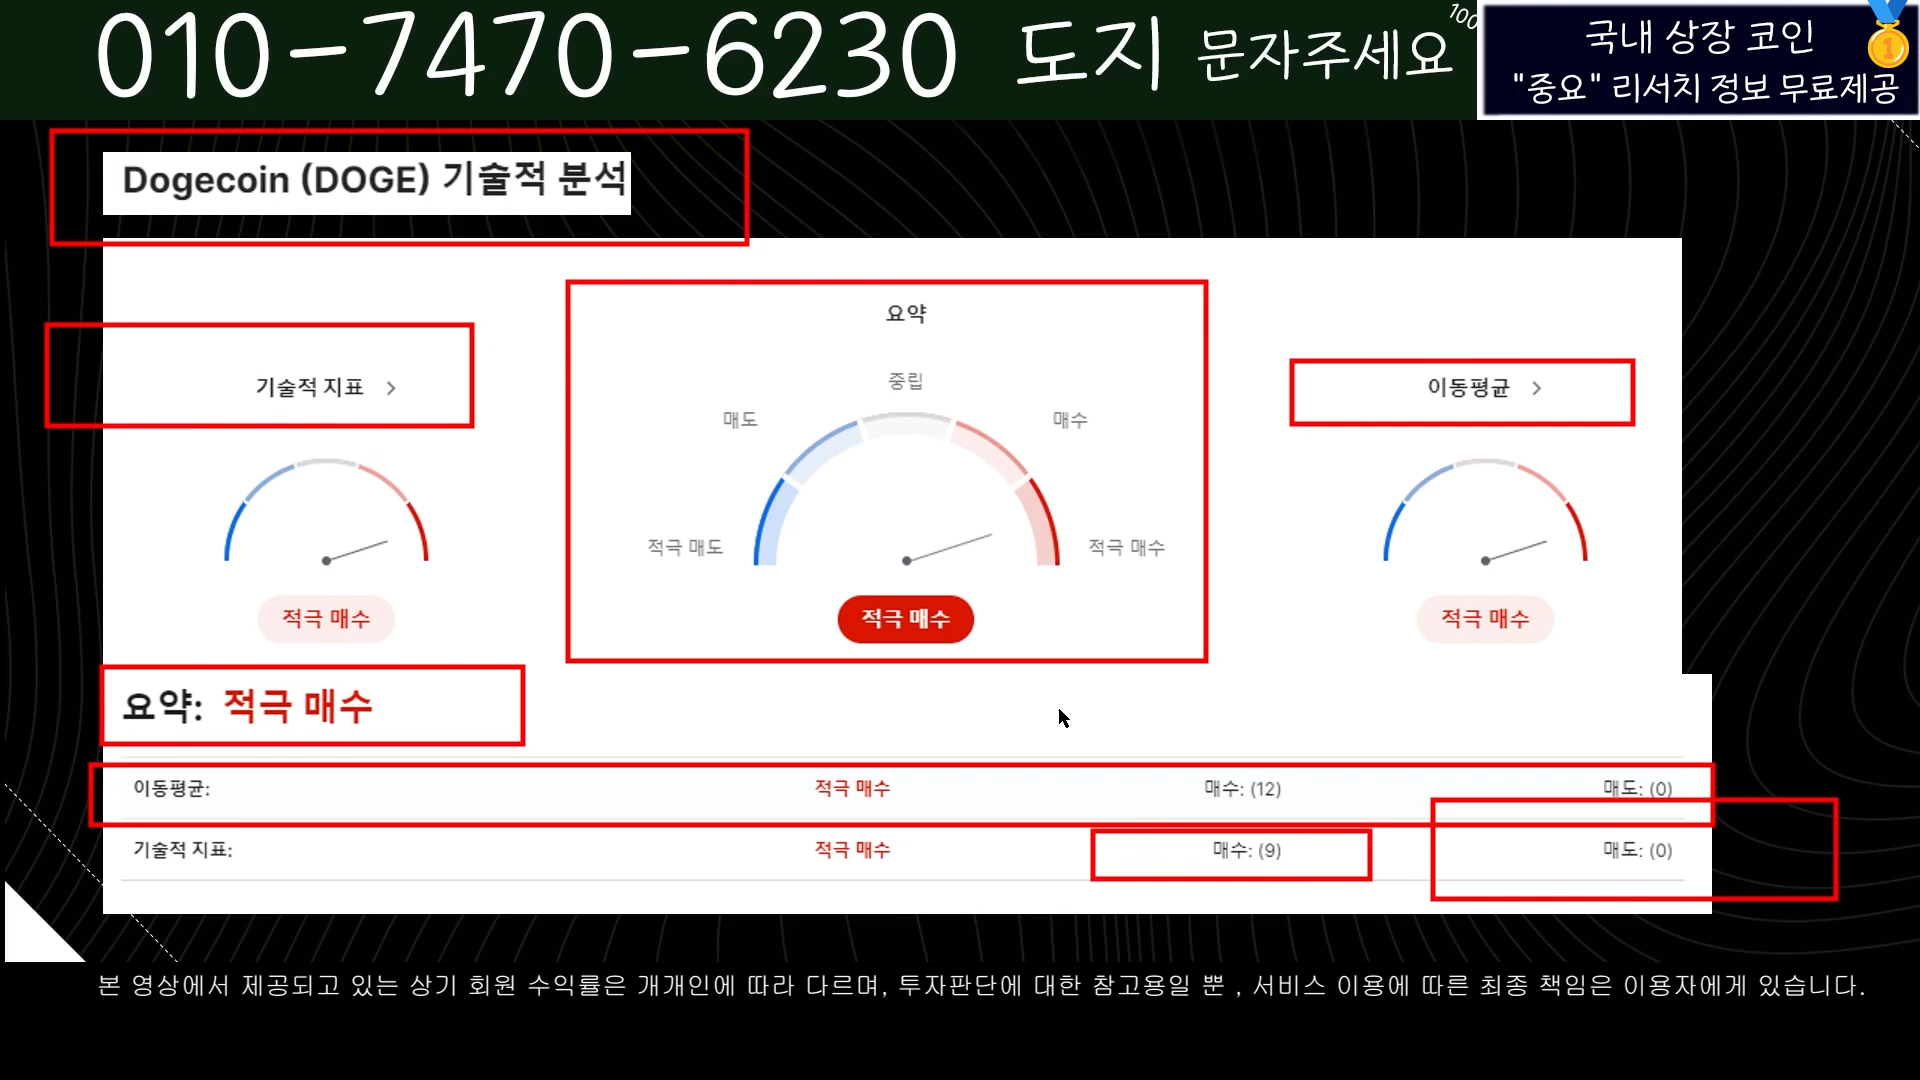 010-7470-6230 도지 문자주세요
100
국내 상장 코인
"중요" 리서치 정보 무료제공
1
Dogecoin (DOGE) 기술적 분석
요약
기술적 지표 >
중립
이동평균 >
매도
매수
적극 매도
적극 매수
적극 매수
적극 매수
적극 매수
요약: 적극 매수
이동평균: 적극 매수 매수: (12) 매도: (0)
기술적 지표: 적극 매수 매수: (9) 매도: (0)
본 영상에서 제공되고 있는 상기 회원 수익률은 개개인에 따라 다르며, 투자판단에 대한 참고용일 뿐 , 서비스 이용에 따른 최종 책임은 이용자에게 있습니다.